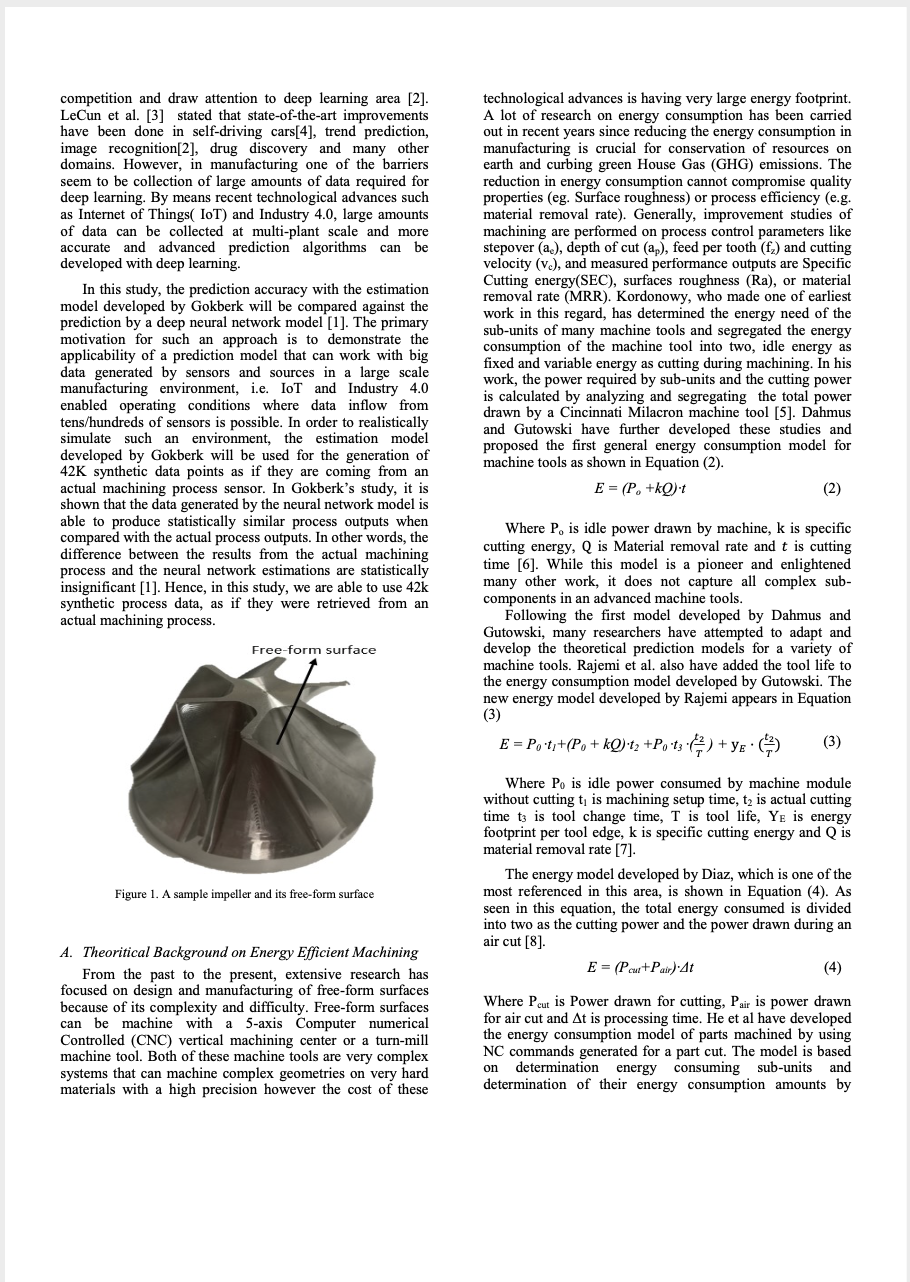 competition and draw attention to deep learning area [2].
LeCun et al. [3] stated that state-of-the-art improvements
have been done in self-driving cars[4], trend prediction,
image recognition[2], drug discovery and many other
domains. However, in manufacturing one of the barriers
seem to be collection of large amounts of data required for
deep learning. By means recent technological advances such
as Internet of Things( IoT) and Industry 4.0, large amounts
of data can be collected at multi-plant scale and more
accurate and advanced prediction algorithms can be
developed with deep learning.
In this study, the prediction accuracy with the estimation
model developed by Gokberk will be compared against the
prediction by a deep neural network model [1]. The primary
motivation for such an approach is to demonstrate the
applicability of a prediction model that can work with big
data generated by sensors and sources in a large scale
manufacturing environment, i.e. IoT and Industry 4.0
enabled operating conditions where data inflow from
tens/hundreds of sensors is possible. In order to realistically
simulate such an environment, the estimation model
developed by Gokberk will be used for the generation of
42K synthetic data points as if they are coming from an
actual machining process sensor. In Gokberk's study, it is
shown that the data generated by the neural network model is
able to produce statistically similar process outputs when
compared with the actual process outputs. In other words, the
difference between the results from the actual machining
process and the neural network estimations are statistically
insignificant [1]. Hence, in this study, we are able to use 42k
synthetic process data, as if they were retrieved from an
actual machining process.
Free-form surface
Figure 1. A sample impeller and its free-form surface
A. Theoritical Background on Energy Efficient Machining
From the past to the present, extensive research has
focused on design and manufacturing of free-form surfaces
because of its complexity and difficulty. Free-form surfaces
can be machine with a 5-axis Computer numerical
Controlled (CNC) vertical machining center or a turn-mill
machine tool. Both of these machine tools are very complex
systems that can machine complex geometries on very hard
materials with a high precision however the cost of these
technological advances is having very large energy footprint.
A lot of research on energy consumption has been carried
out in recent years since reducing the energy consumption in
manufacturing is crucial for conservation of resources on
earth and curbing green House Gas (GHG) emissions. The
reduction in energy consumption cannot compromise quality
properties (eg. Surface roughness) or process efficiency (e.g.
material removal rate). Generally, improvement studies of
machining are performed on process control parameters like
stepover (aₑ), depth of cut (aₚ), feed per tooth (f_z) and cutting
velocity (v_c), and measured performance outputs are Specific
Cutting energy(SEC), surfaces roughness (Ra), or material
removal rate (MRR). Kordonowy, who made one of earliest
work in this regard, has determined the energy need of the
sub-units of many machine tools and segregated the energy
consumption of the machine tool into two, idle energy as
fixed and variable energy as cutting during machining. In his
work, the power required by sub-units and the cutting power
is calculated by analyzing and segregating the total power
drawn by a Cincinnati Milacron machine tool [5]. Dahmus
and Gutowski have further developed these studies and
proposed the first general energy consumption model for
machine tools as shown in Equation (2).
E = (Pₒ +kQ)·t (2)
Where Pₒ is idle power drawn by machine, k is specific
cutting energy, Q is Material removal rate and t is cutting
time [6]. While this model is a pioneer and enlightened
many other work, it does not capture all complex sub-
components in an advanced machine tools.
Following the first model developed by Dahmus and
Gutowski, many researchers have attempted to adapt and
develop the theoretical prediction models for a variety of
machine tools. Rajemi et al. also have added the tool life to
the energy consumption model developed by Gutowski. The
new energy model developed by Rajemi appears in Equation
(3)
E = P₀·t₁+(P₀ + kQ)·t₂ +P₀·t₃·(t₂/T) + y_E · (t₂/T) (3)
Where P₀ is idle power consumed by machine module
without cutting t₁ is machining setup time, t₂ is actual cutting
time t₃ is tool change time, T is tool life, Y_E is energy
footprint per tool edge, k is specific cutting energy and Q is
material removal rate [7].
The energy model developed by Diaz, which is one of the
most referenced in this area, is shown in Equation (4). As
seen in this equation, the total energy consumed is divided
into two as the cutting power and the power drawn during an
air cut [8].
E = (P_cut+P_air)·Δt (4)
Where P_cut is Power drawn for cutting, P_air is power drawn
for air cut and Δt is processing time. He et al have developed
the energy consumption model of parts machined by using
NC commands generated for a part cut. The model is based
on determination energy consuming sub-units and
determination of their energy consumption amounts by